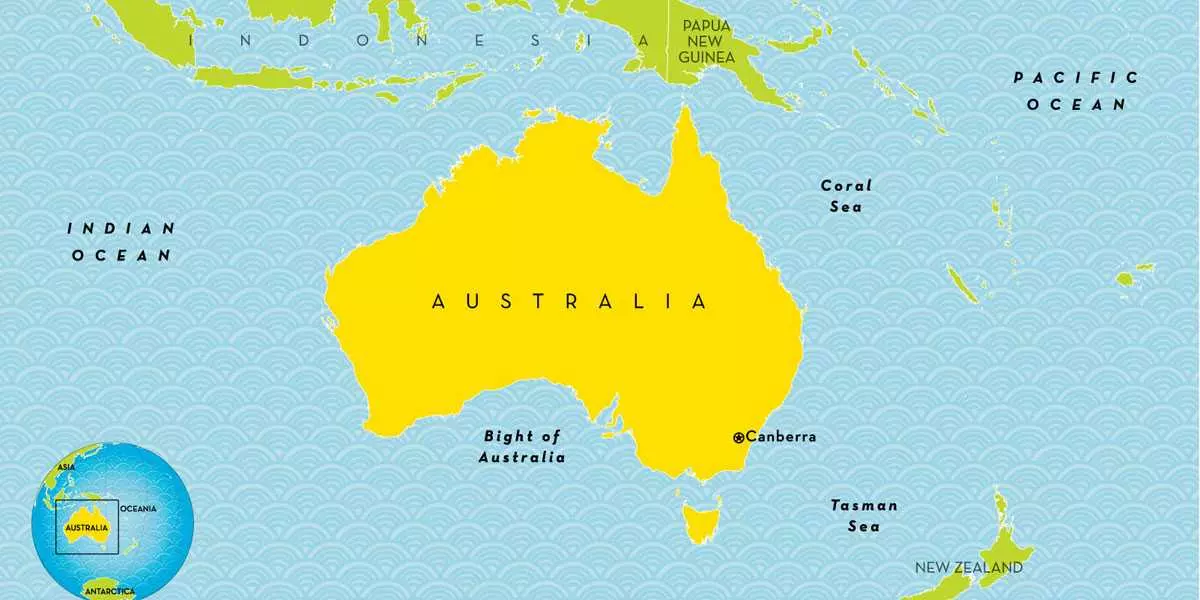 PAPUA
NEW
GUINEA
INDONESIA
PACIFIC
OCEAN
Coral
Sea
INDIAN
OCEAN
AUSTRALIA
Bight of
Australia
Canberra
Tasman
Sea
NEW ZEALAND
ASIA
OCEANIA
AUSTRALIA
ANTARCTICA